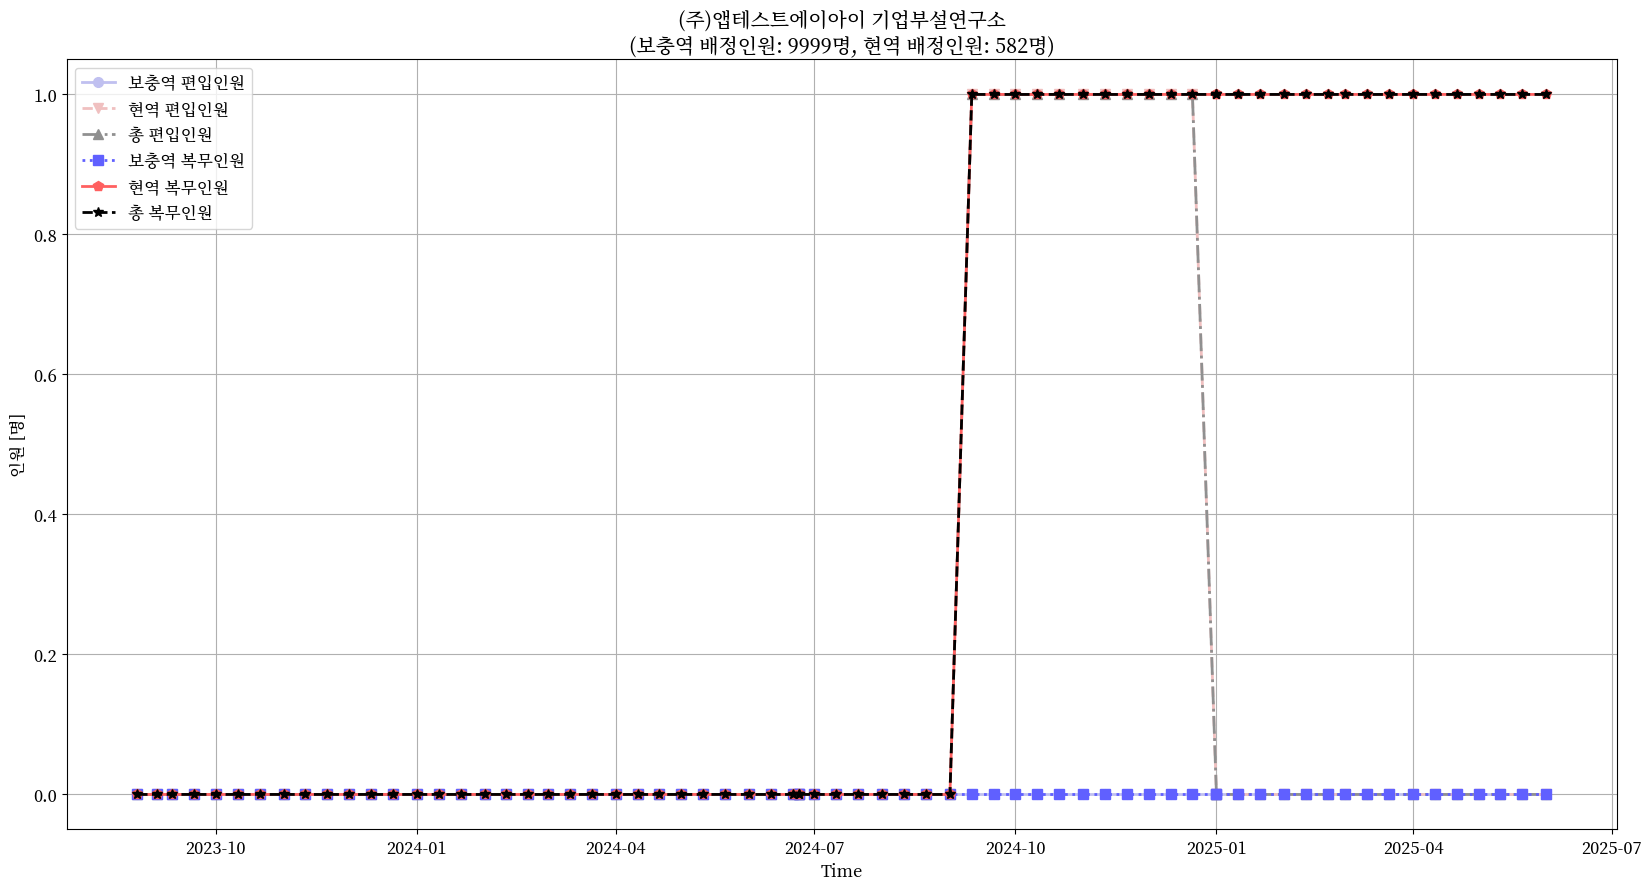 (주)앱테스트에이아이 기업부설연구소
(보충역 배정인원: 9999명, 현역 배정인원: 582명)
보충역 편입인원
현역 편입인원
총 편입인원
보충역 복무인원
현역 복무인원
총 복무인원
1.0
0.8
0.6
0.4
0.2
0.0
인원 [명]
2023-10
2024-01
2024-04
2024-07
2024-10
2025-01
2025-04
2025-07
Time